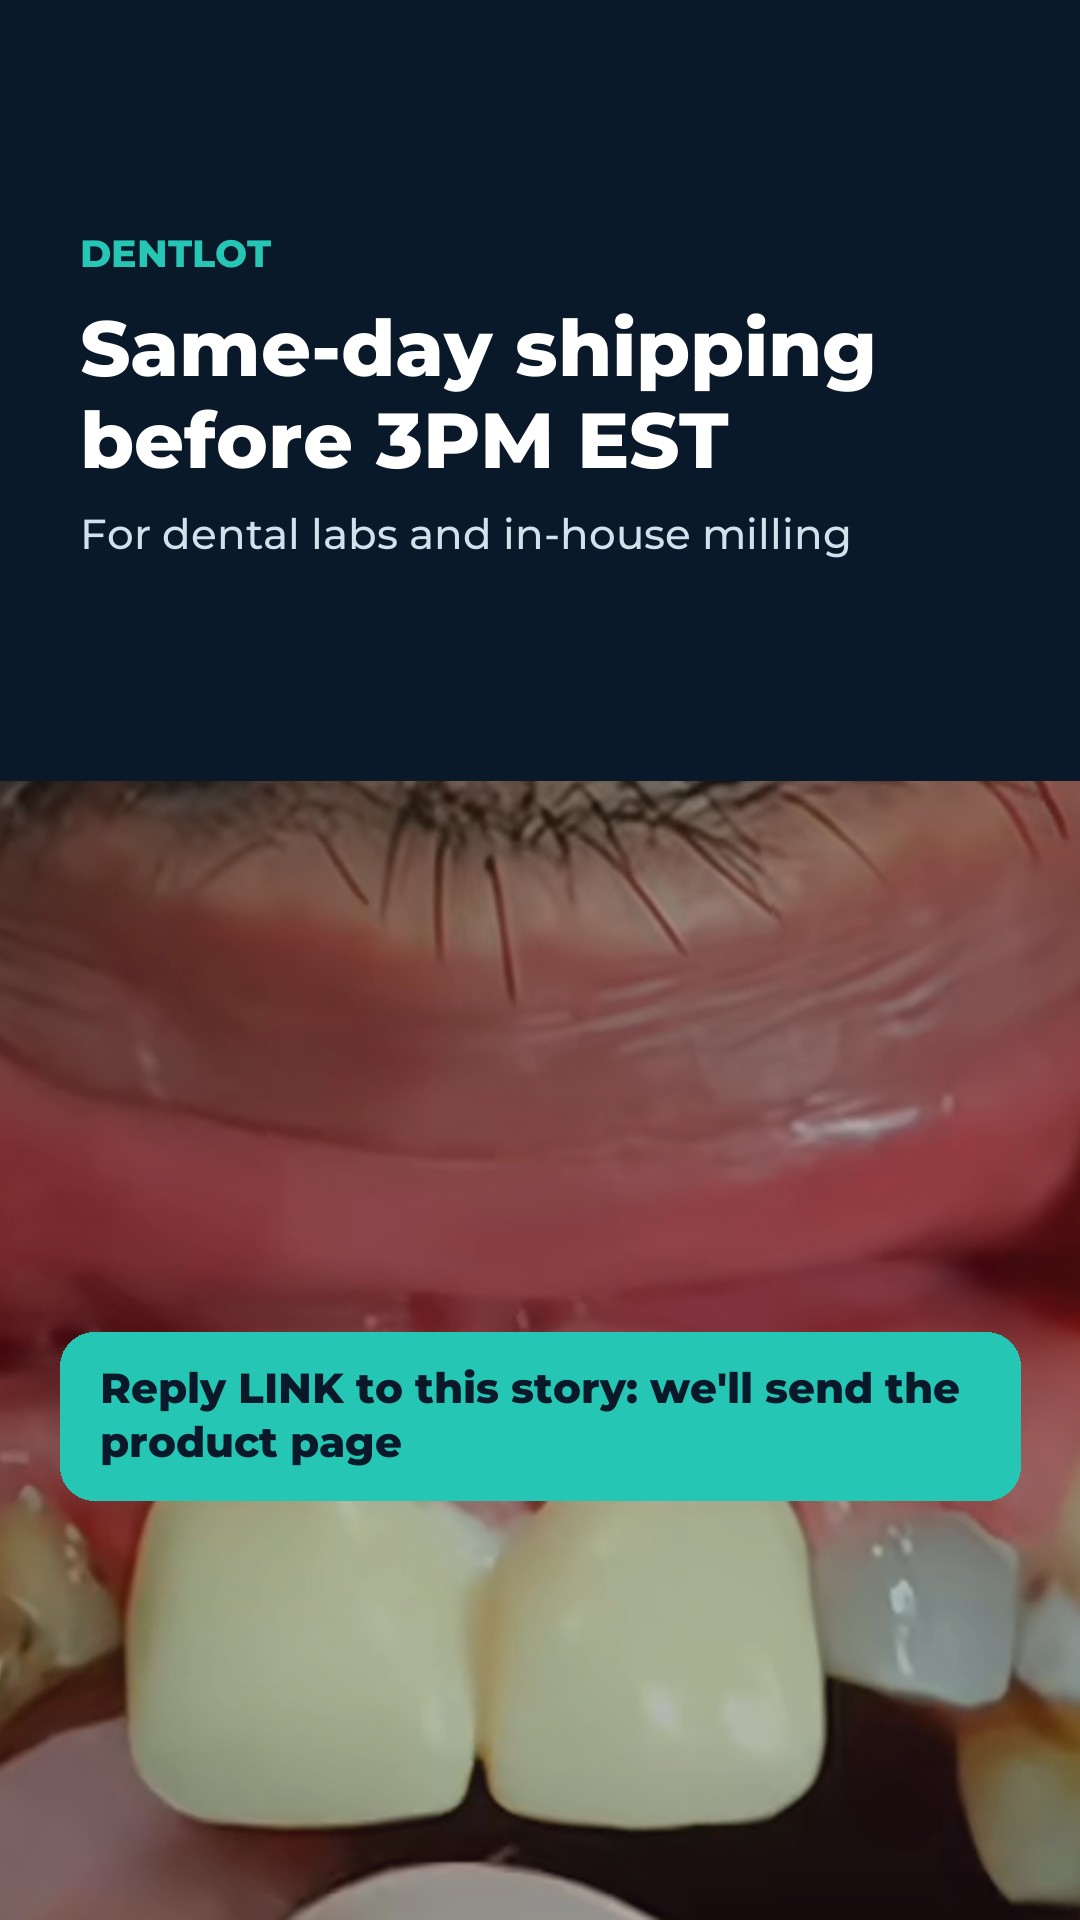 DENTLOT
Same-day shipping
before 3PM EST
For dental labs and in-house milling
Reply LINK to this story: we'll send the
product page